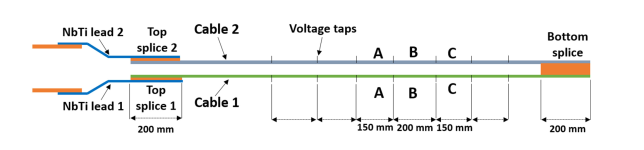 NbTi lead 2
Top
splice 2
Cable 2
Voltage taps
Bottom
splice
A B C
NbTi lead 1
Top
splice 1
Cable 1
A B C
200 mm
150 mm 200 mm 150 mm
200 mm